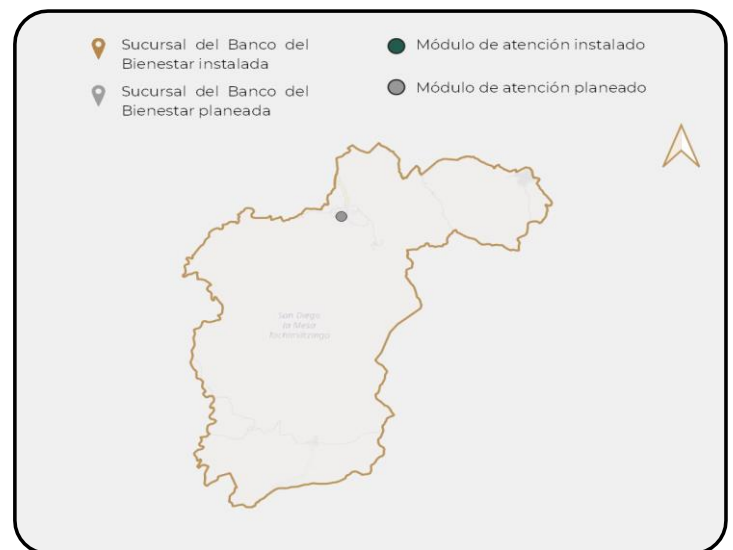 Sucursal del Banco del
Bienestar instalada
Sucursal del Banco del
Bienestar planeada
Módulo de atención instalado
Módulo de atención planeado
San Diego
la Mesa
Tochimiltzingo